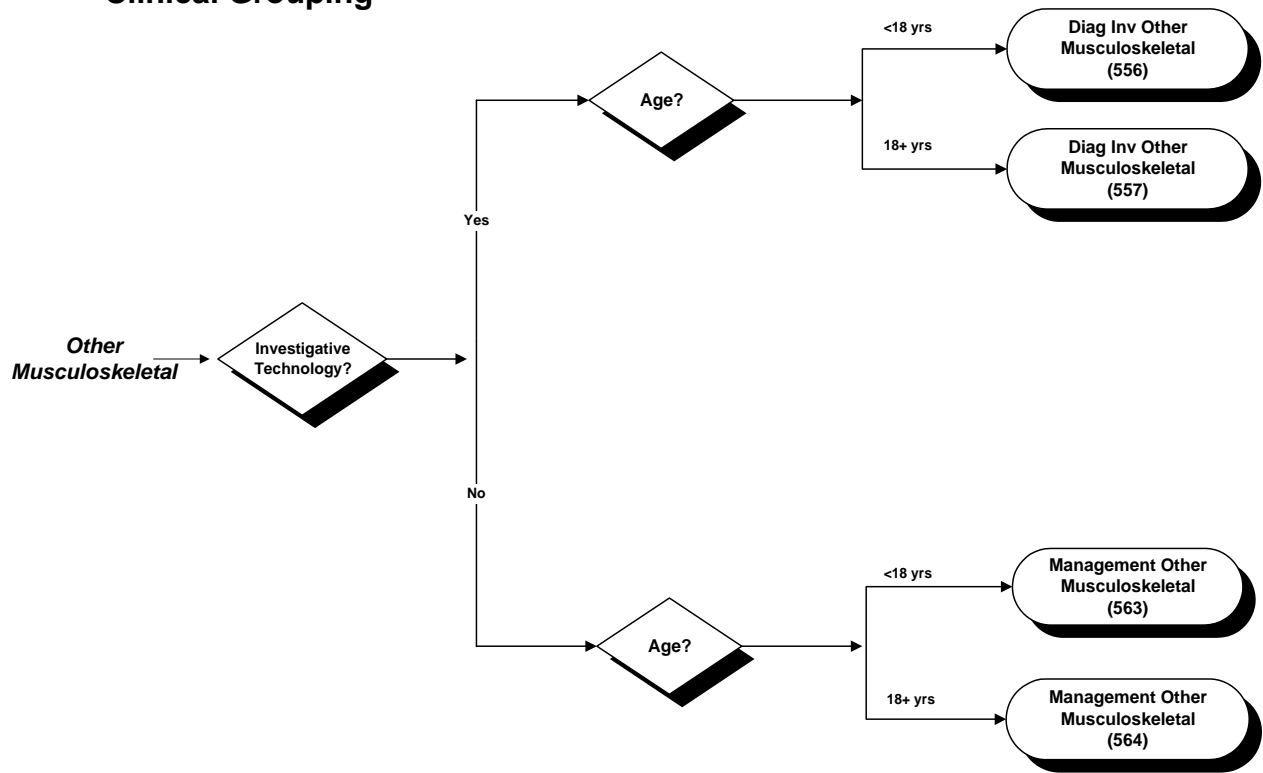 Clinical Grouping
<18 yrs
Diag Inv Other
Musculoskeletal
(556)
Age?
18+ yrs
Diag Inv Other
Musculoskeletal
(557)
Yes
Other
Musculoskeletal
Investigative
Technology?
No
<18 yrs
Management Other
Musculoskeletal
(563)
Age?
18+ yrs
Management Other
Musculoskeletal
(564)